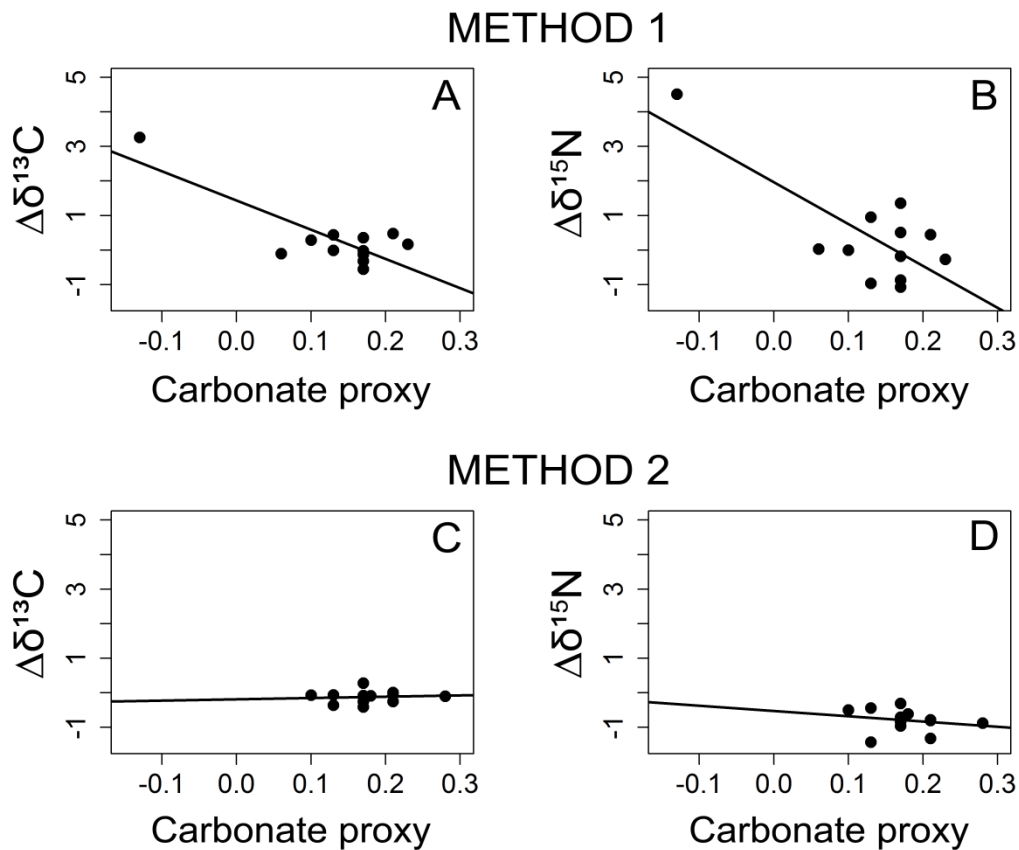 METHOD 1
A
Δδ¹³C
5
3
1
-1
-0.1 0.0 0.1 0.2 0.3
Carbonate proxy
B
Δδ¹⁵N
5
3
1
-1
-0.1 0.0 0.1 0.2 0.3
Carbonate proxy
METHOD 2
C
Δδ¹³C
5
3
1
-1
-0.1 0.0 0.1 0.2 0.3
Carbonate proxy
D
Δδ¹⁵N
5
3
1
-1
-0.1 0.0 0.1 0.2 0.3
Carbonate proxy